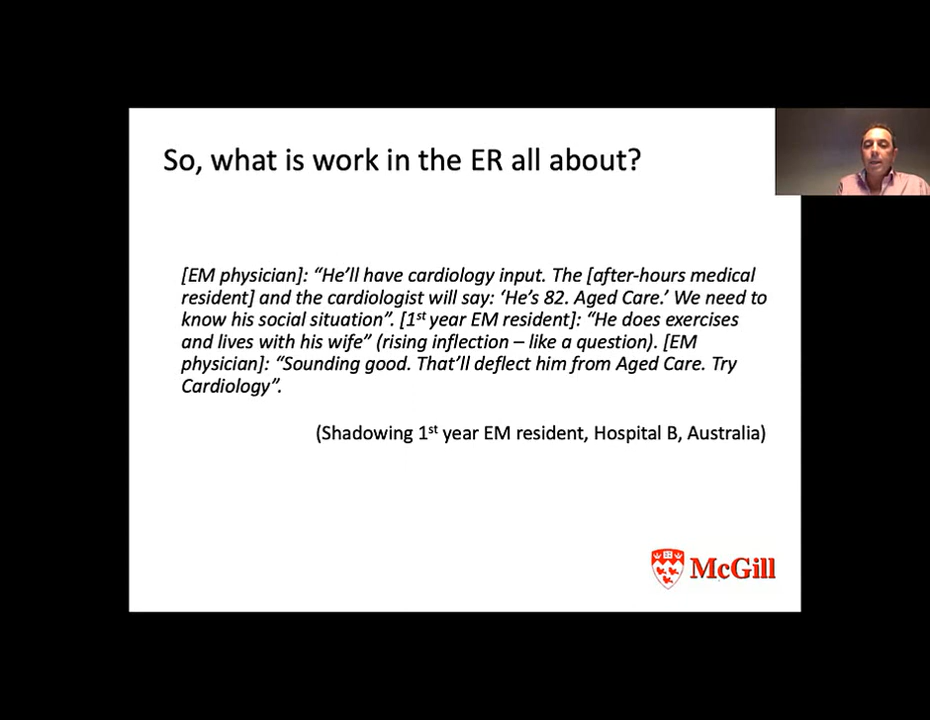 So, what is work in the ER all about?
[EM physician]: “He’ll have cardiology input. The [after-hours medical
resident] and the cardiologist will say: ‘He’s 82. Aged Care.’ We need to
know his social situation”. [1st year EM resident]: “He does exercises
and lives with his wife” (rising inflection – like a question). [EM
physician]: “Sounding good. That’ll deflect him from Aged Care. Try
Cardiology”.
(Shadowing 1st year EM resident, Hospital B, Australia)
McGill